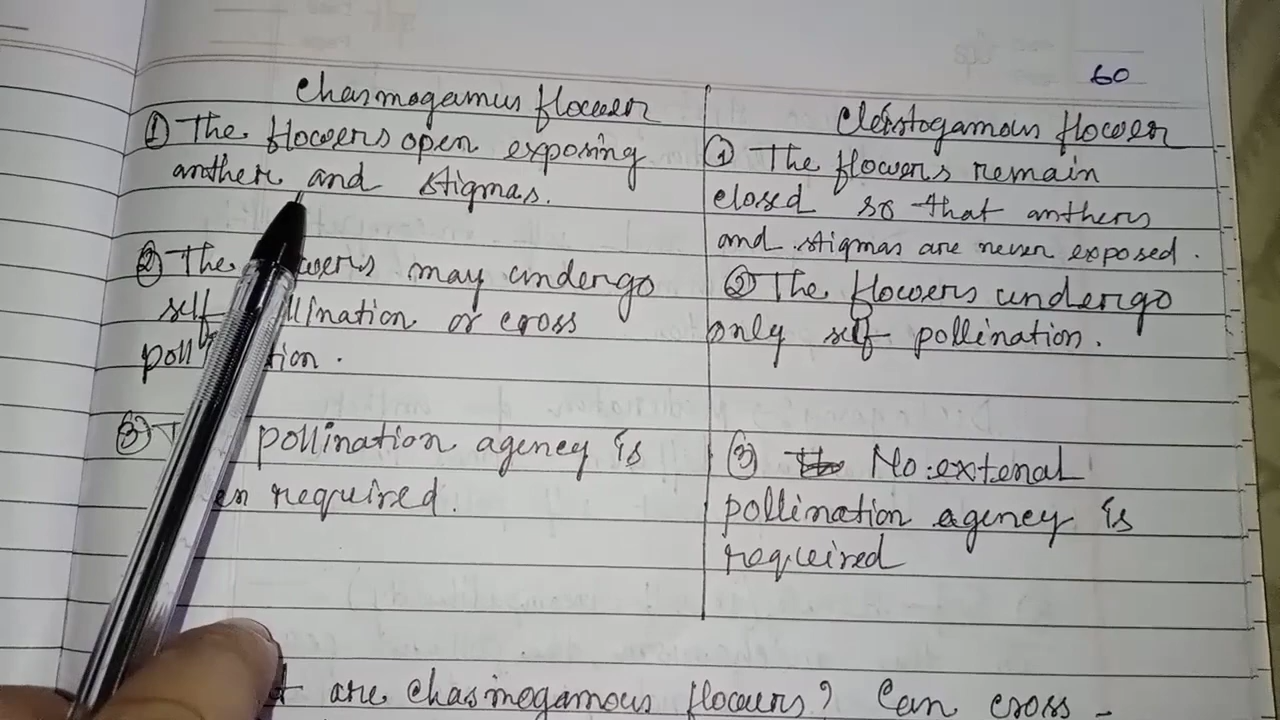 60
Chasmogamus flower
① The flowers open exposing
anther and stigmas.
② The may undergo
self or cross
.
③ pollination agency is
required.
Cleistogamous flower
① The flowers remain
closed so that anthers
and stigmas are never exposed.
② The flowers undergo
only self pollination.
③ No extenal
pollination agency is
required
are chasmogamous flowers? Can cross -